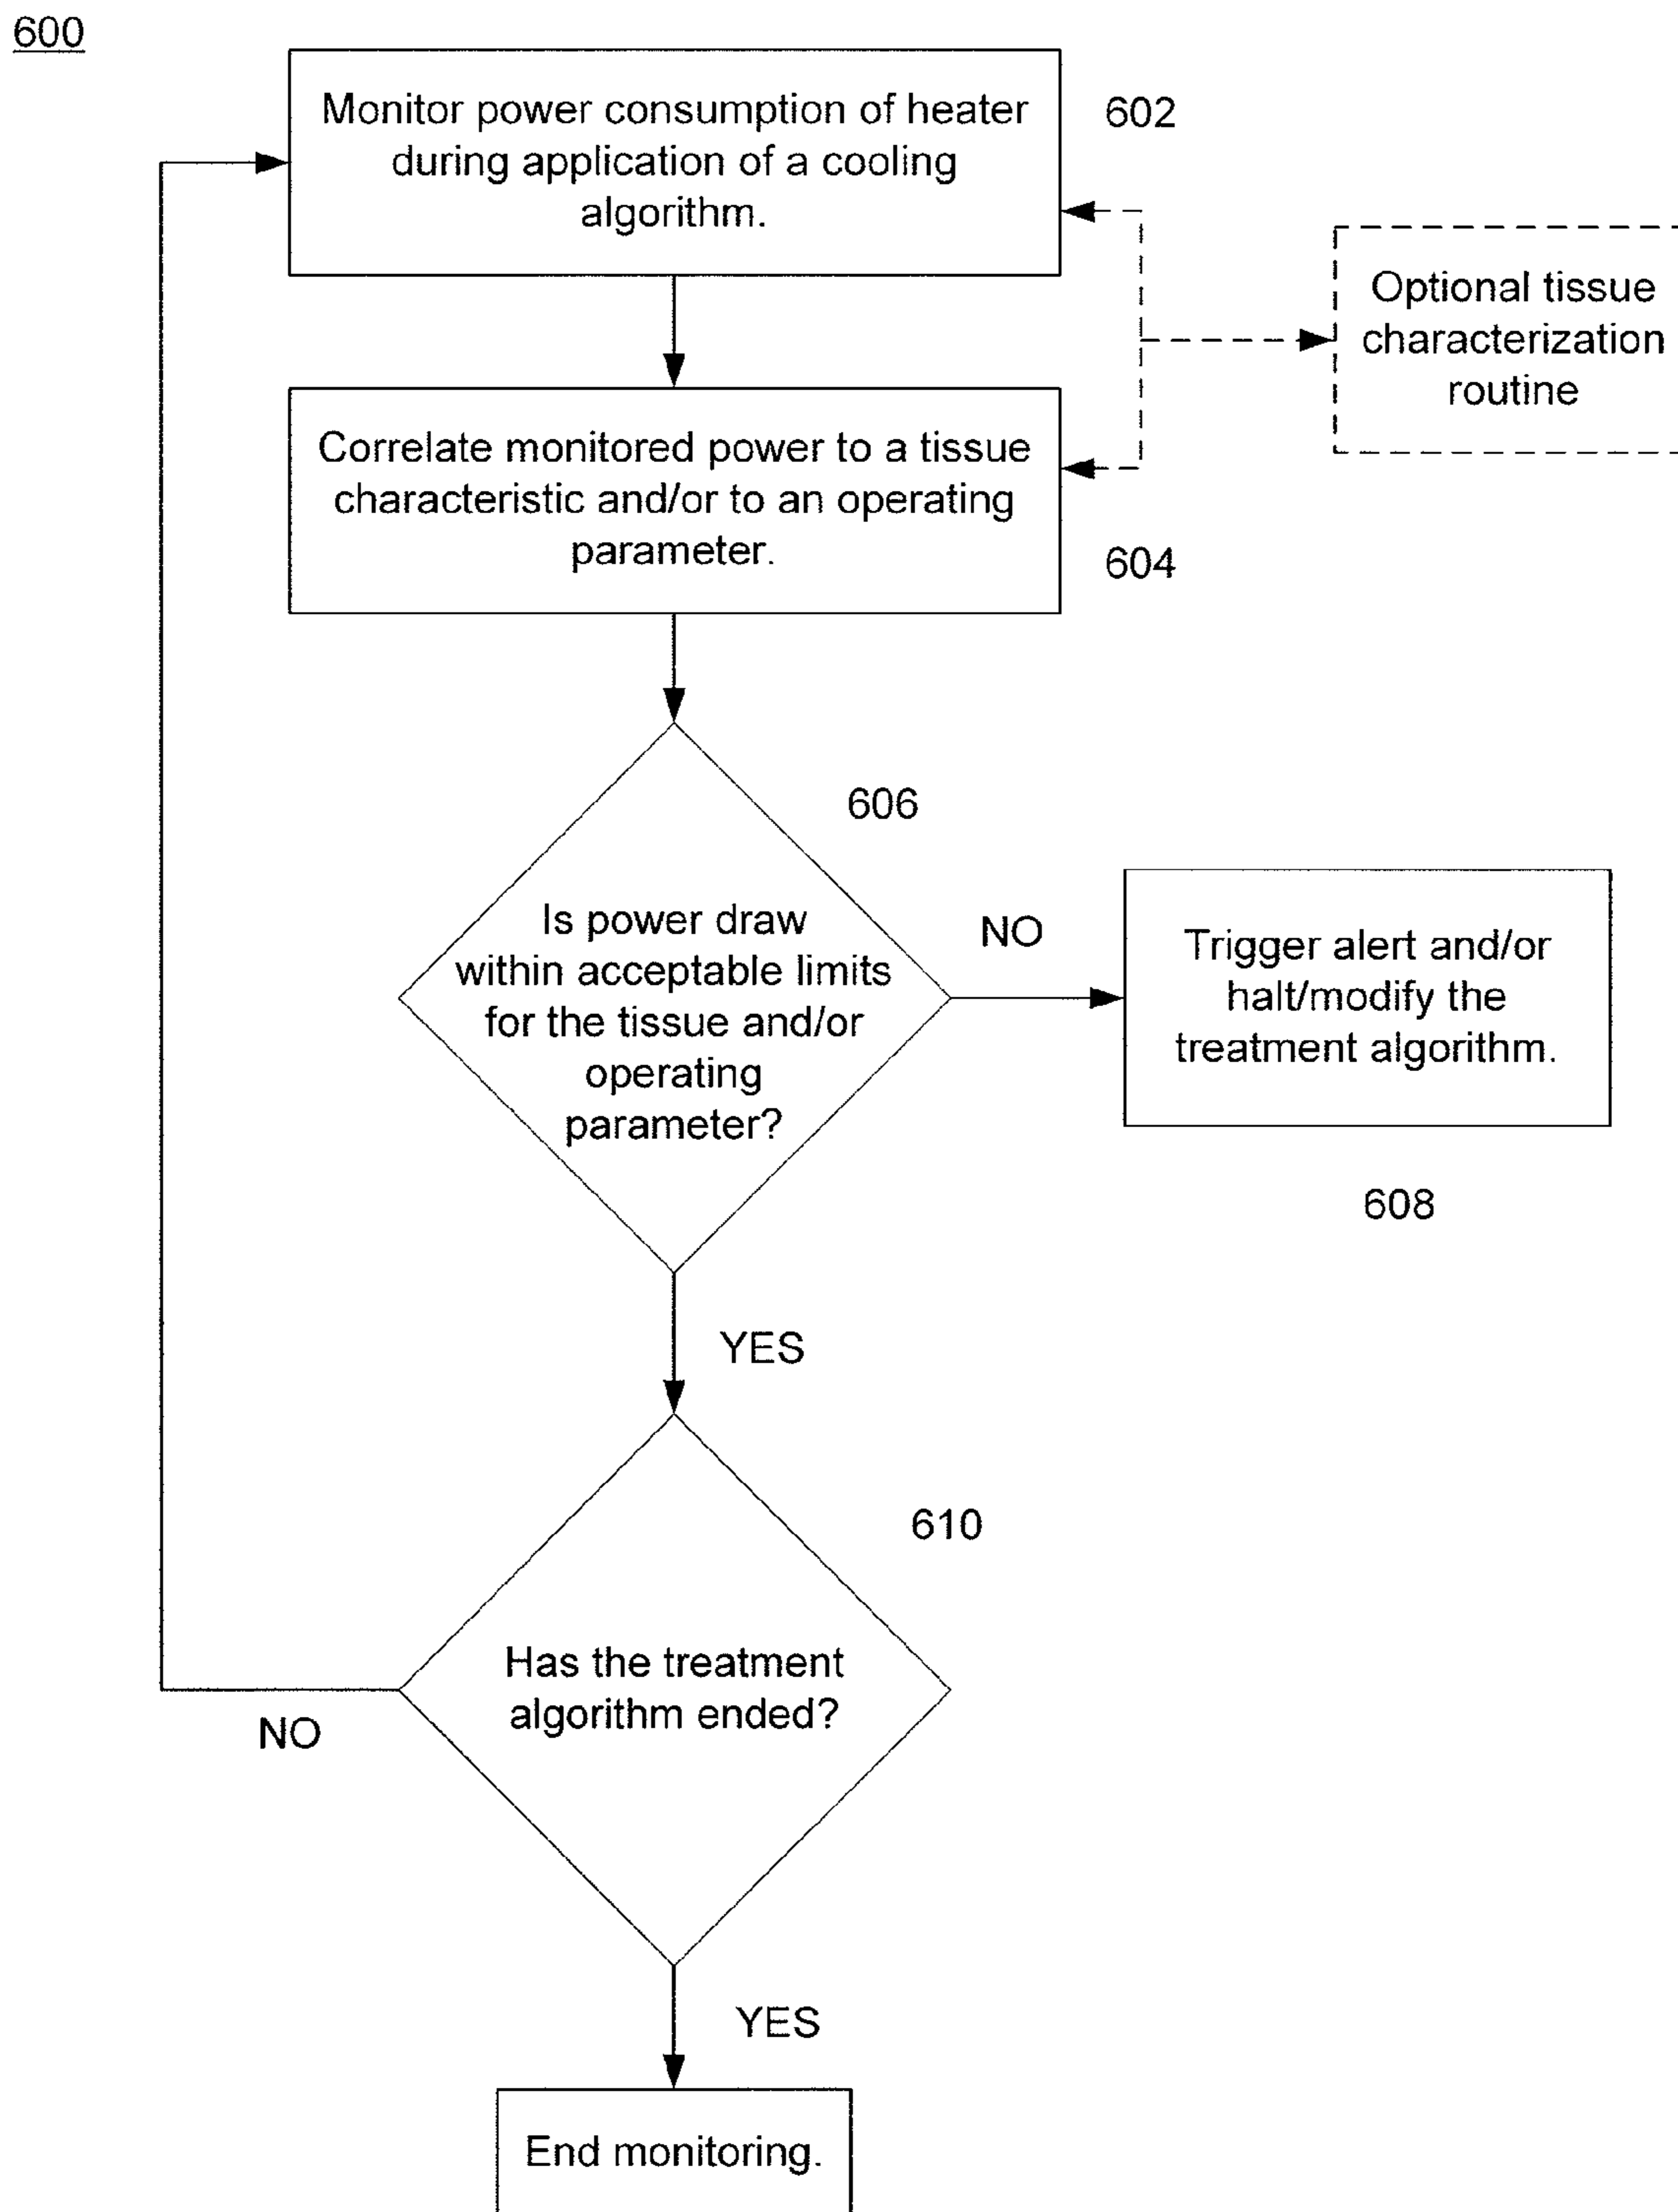 600
Monitor power consumption of heater
during application of a cooling
algorithm.
602
Optional tissue
characterization
routine
Correlate monitored power to a tissue
characteristic and/or to an operating
parameter.
604
606
Is power draw
within acceptable limits
for the tissue and/or
operating
parameter?
NO
Trigger alert and/or
halt/modify the
treatment algorithm.
608
YES
610
Has the treatment
algorithm ended?
NO
YES
End monitoring.